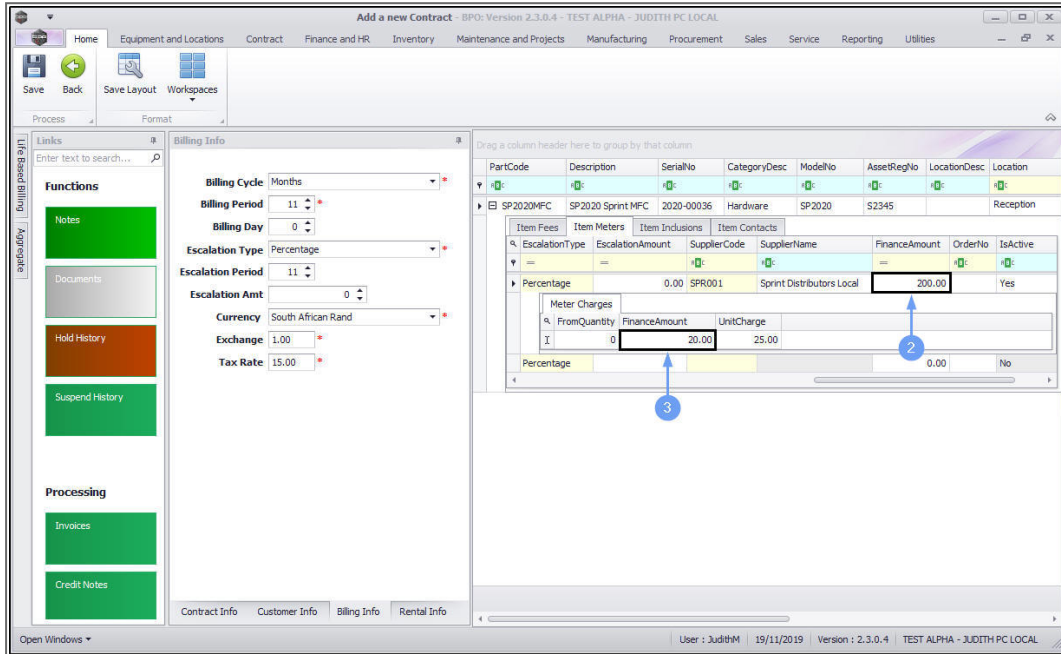 Add a new Contract - BPO: Version 2.3.0.4 - TEST ALPHA - JUDITH PC LOCAL
Home Equipment and Locations Contract Finance and HR Inventory Maintenance and Projects Manufacturing Procurement Sales Service Reporting Utilities
Save Back Save Layout Workspaces
Process Format
Life Based Billing
Aggregate
Links
Enter text to search...
Functions
Notes
Documents
Hold History
Suspend History
Processing
Invoices
Credit Notes
Billing Info
Billing Cycle Months *
Billing Period 11 *
Billing Day 0
Escalation Type Percentage *
Escalation Period 11
Escalation Amt 0
Currency South African Rand *
Exchange 1.00 *
Tax Rate 15.00 *
Contract Info Customer Info Billing Info Rental Info
Drag a column header here to group by that column
PartCode Description SerialNo CategoryDesc ModelNo AssetRegNo LocationDesc Location
SP2020MFC SP2020 Sprint MFC 2020-00036 Hardware SP2020 S2345 Reception
Item Fees Item Meters Item Inclusions Item Contacts
EscalationType EscalationAmount SupplierCode SupplierName FinanceAmount OrderNo IsActive
= = =
Percentage 0.00 SPR001 Sprint Distributors Local 200.00 Yes
Meter Charges
FromQuantity FinanceAmount UnitCharge
0 20.00 25.00
2
Percentage 0.00 No
3
Open Windows User : JudithM 19/11/2019 Version : 2.3.0.4 TEST ALPHA - JUDITH PC LOCAL